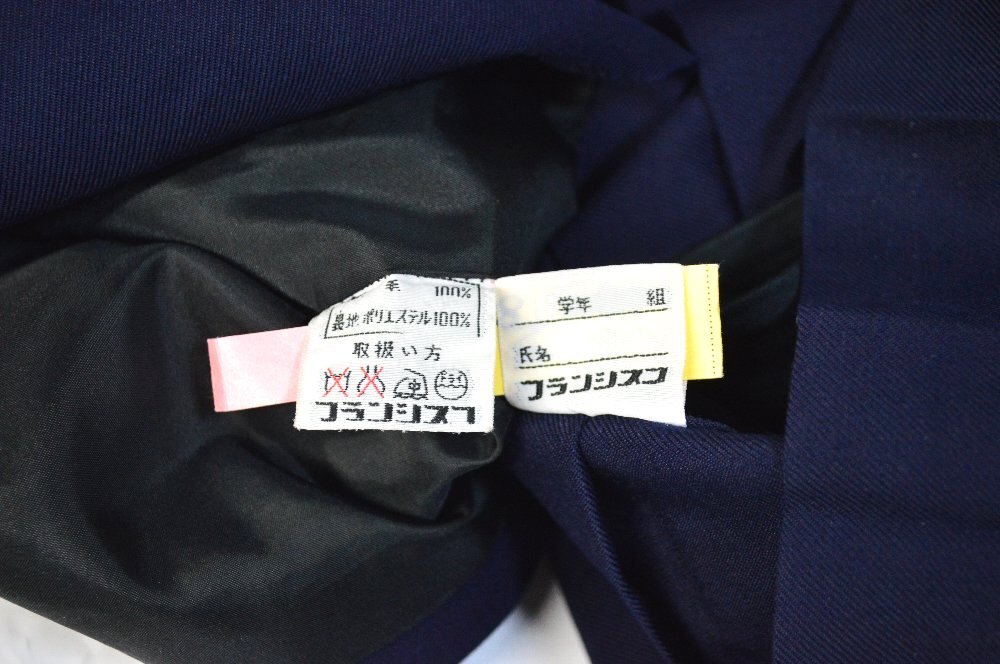 毛 100%
裏地 ポリエステル100%
取扱い方
フランシスコ
学年 組
氏名
フランシスコ